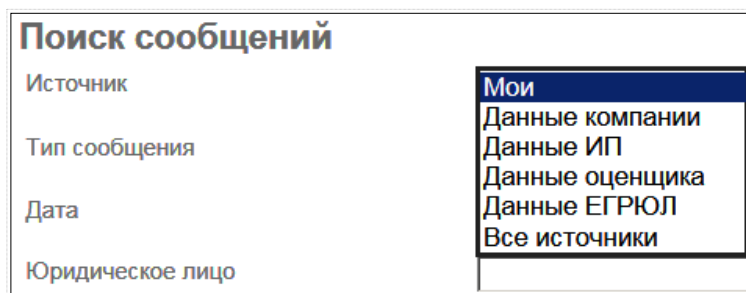 Поиск сообщений
Источник
Мои
Данные компании
Тип сообщения
Данные ИП
Данные оценщика
Дата
Данные ЕГРЮЛ
Все источники
Юридическое лицо